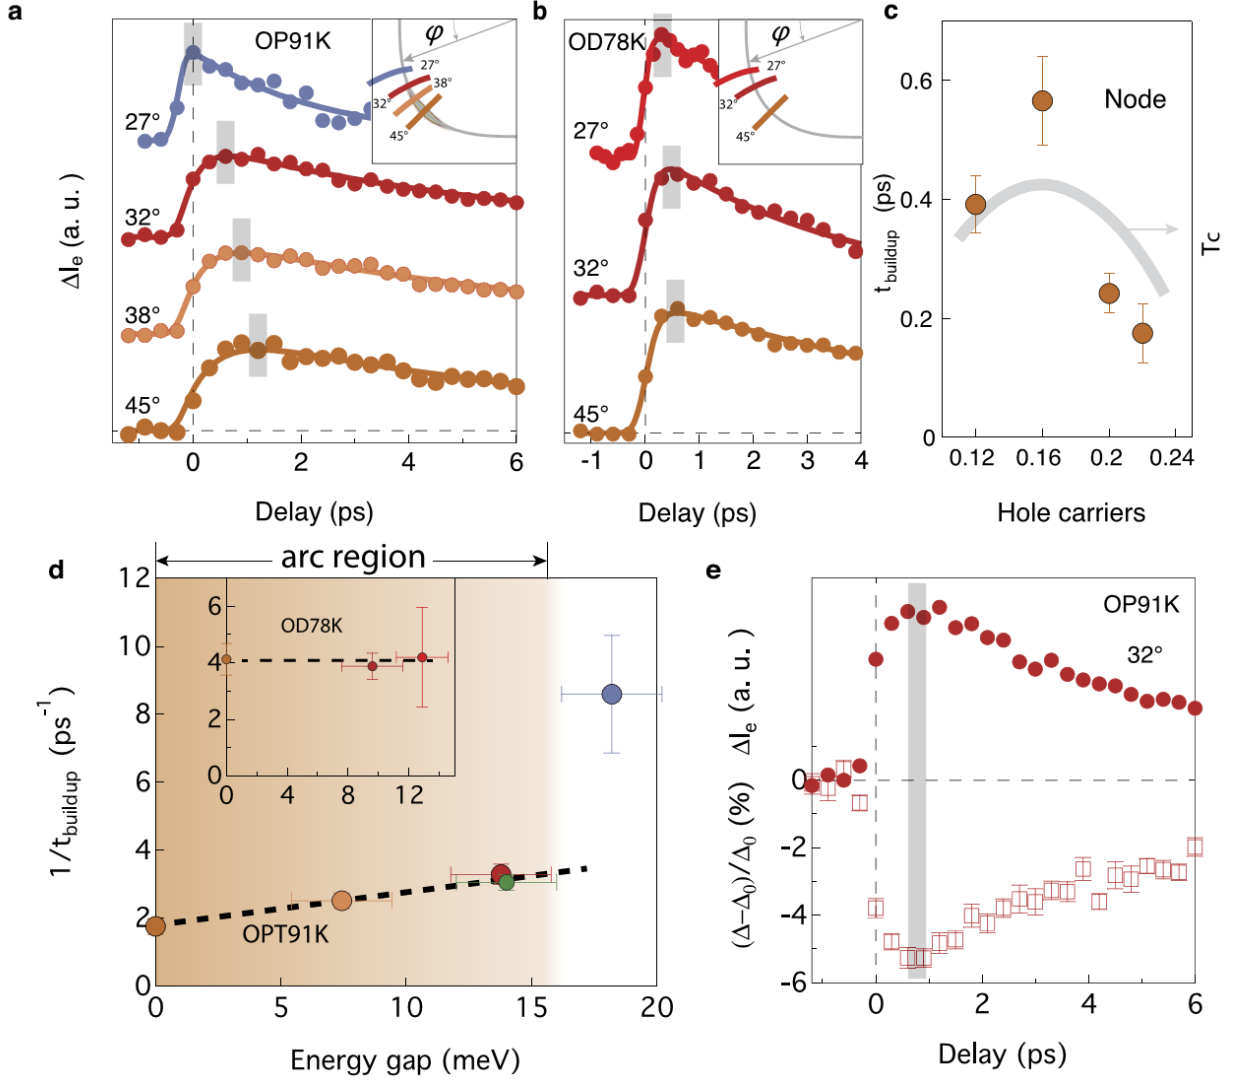 a
OP91K
φ
27°
32°
38°
45°
27°
32°
38°
45°
ΔIe (a. u.)
0
2
4
6
Delay (ps)
b
OD78K
φ
27°
32°
45°
27°
32°
45°
-1
0
1
2
3
4
Delay (ps)
c
Node
0.6
0.4
0.2
0
tbuildup (ps)
Tc
0.12
0.16
0.2
0.24
Hole carriers
d
arc region
12
10
8
6
4
2
0
1/tbuildup (ps-1)
OD78K
6
4
2
0
0
4
8
12
OPT91K
0
5
10
15
20
Energy gap (meV)
e
OP91K
32°
ΔIe (a. u.)
(Δ−Δ0)/Δ0 (%)
0
-2
-4
-6
0
2
4
6
Delay (ps)